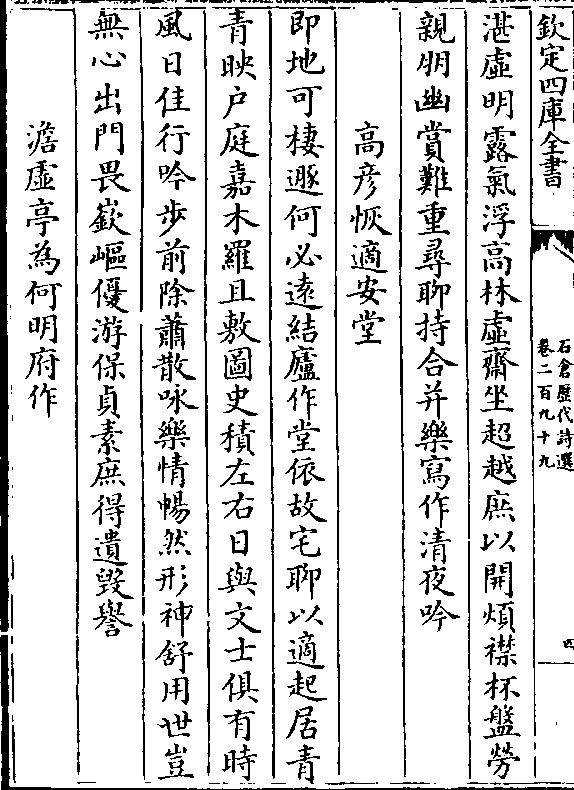 欽定四庫全書
石倉歷代詩選
卷二百九十九
四
湛虛明露氣浮高林虛齋坐超越庶以開煩襟杯盤勞
親朋幽賞難重尋聊持合并樂寫作清夜吟
高彦恢適安堂
即地可棲遯何必遠結廬作堂依故宅聊以適起居青
青映户庭嘉木羅且敷圖史積左右日與文士俱有時
風日佳行吟步前除蕭散咏樂情暢然形神舒用世豈
無心出門畏嶔嶇優游保貞素庶得遺毁譽
澹虛亭為何明府作